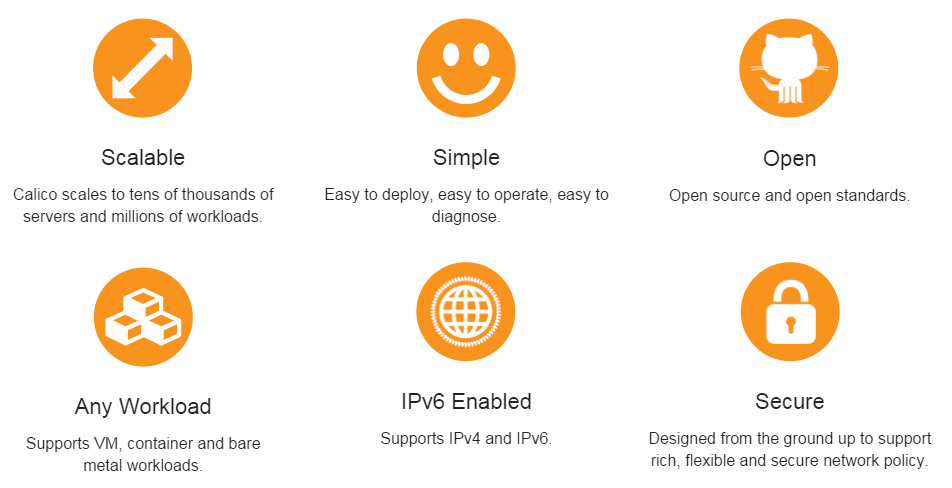 Scalable
Calico scales to tens of thousands of
servers and millions of workloads.
Simple
Easy to deploy, easy to operate, easy to
diagnose.
Open
Open source and open standards.
Any Workload
Supports VM, container and bare
metal workloads.
IPv6 Enabled
Supports IPv4 and IPv6.
Secure
Designed from the ground up to support
rich, flexible and secure network policy.